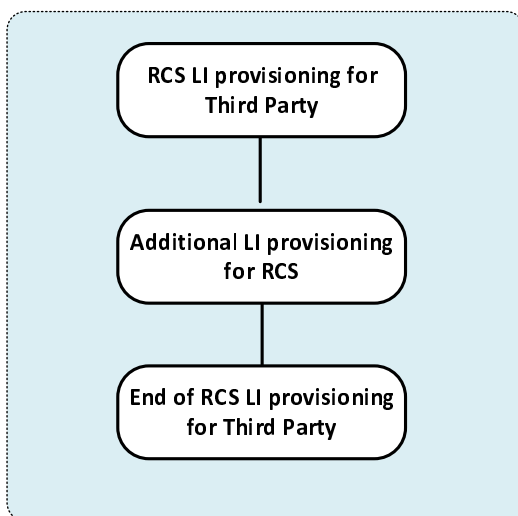 RCS LI provisioning for
Third Party
Additional LI provisioning
for RCS
End of RCS LI provisioning
for Third Party